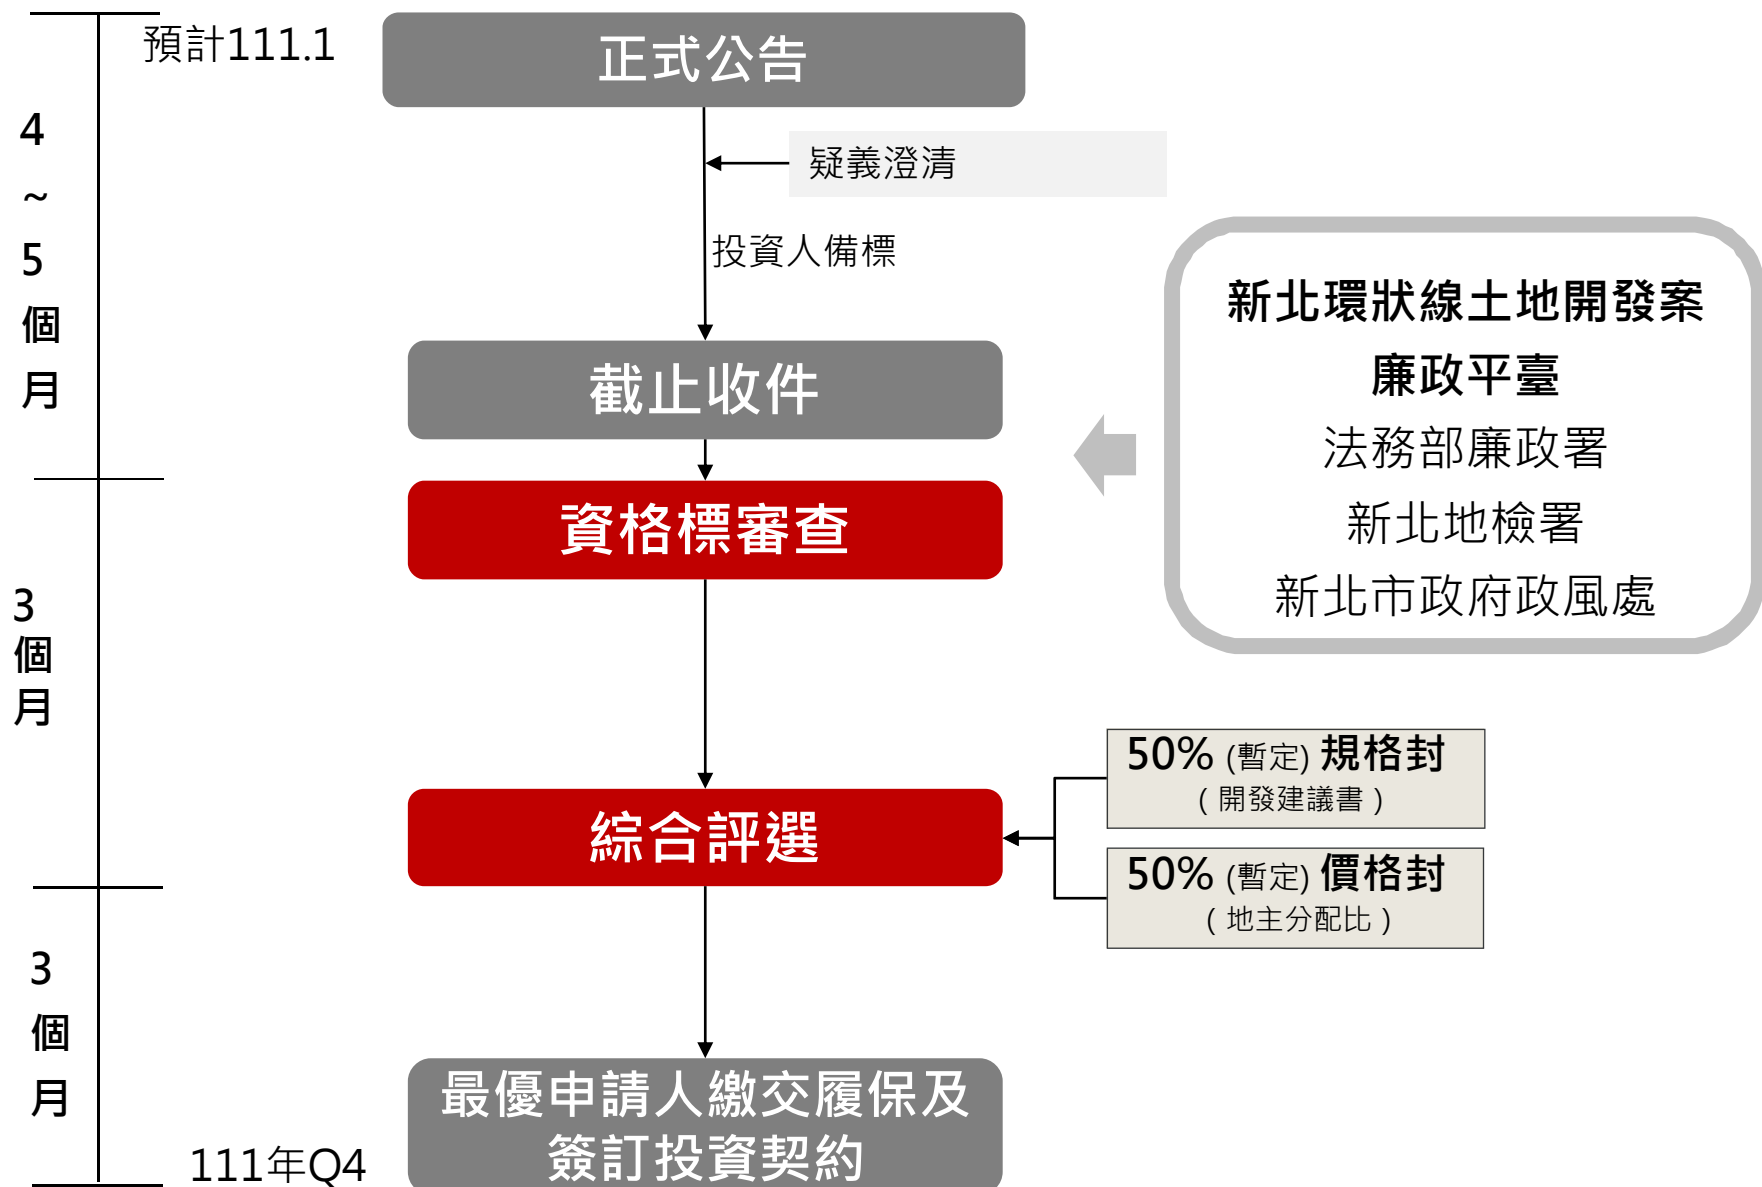 預計111.1
正式公告
疑義澄清
投資人備標
4
~
5
個
月
截止收件
資格標審查
新北環狀線土地開發案
廉政平臺
法務部廉政署
新北地檢署
新北市政府政風處
3
個
月
綜合評選
50% (暫定) 規格封
( 開發建議書 )
50% (暫定) 價格封
( 地主分配比 )
3
個
月
最優申請人繳交履保及
簽訂投資契約
111年Q4